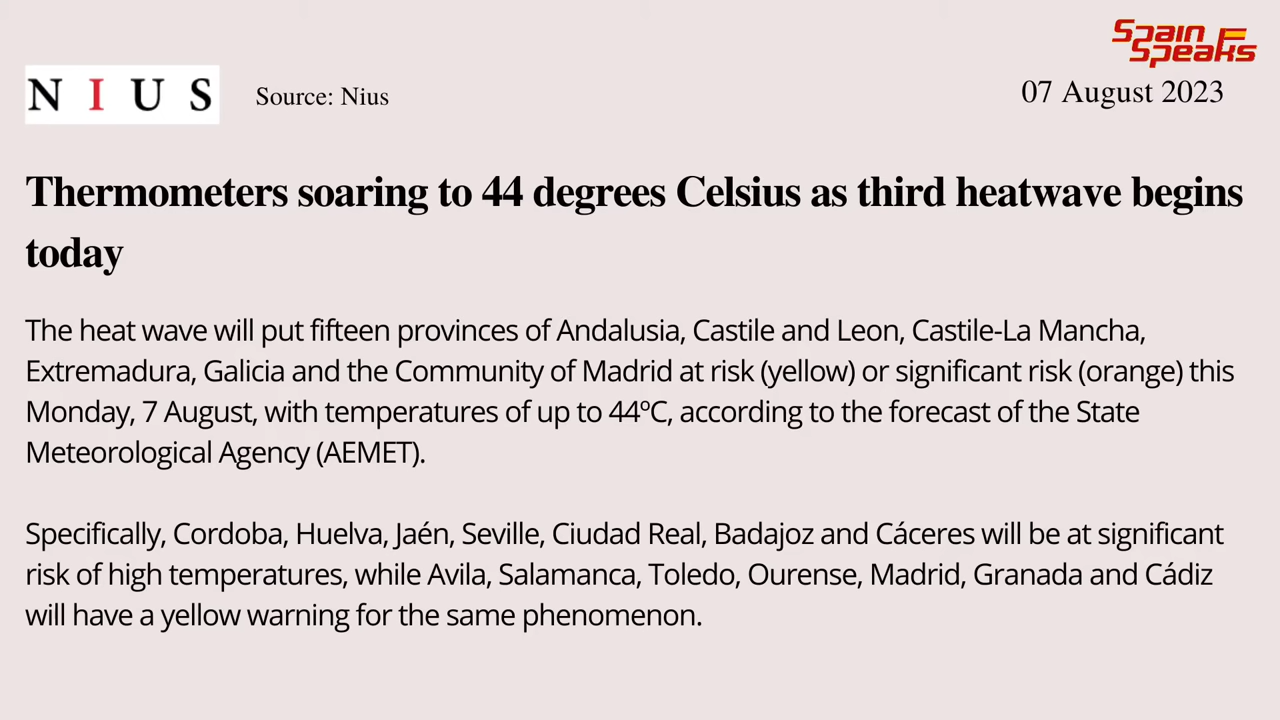 Spain
Speaks
N I U S
Source: Nius
07 August 2023
Thermometers soaring to 44 degrees Celsius as third heatwave begins
today
The heat wave will put fifteen provinces of Andalusia, Castile and Leon, Castile-La Mancha,
Extremadura, Galicia and the Community of Madrid at risk (yellow) or significant risk (orange) this
Monday, 7 August, with temperatures of up to 44ºC, according to the forecast of the State
Meteorological Agency (AEMET).
Specifically, Cordoba, Huelva, Jaén, Seville, Ciudad Real, Badajoz and Cáceres will be at significant
risk of high temperatures, while Avila, Salamanca, Toledo, Ourense, Madrid, Granada and Cádiz
will have a yellow warning for the same phenomenon.